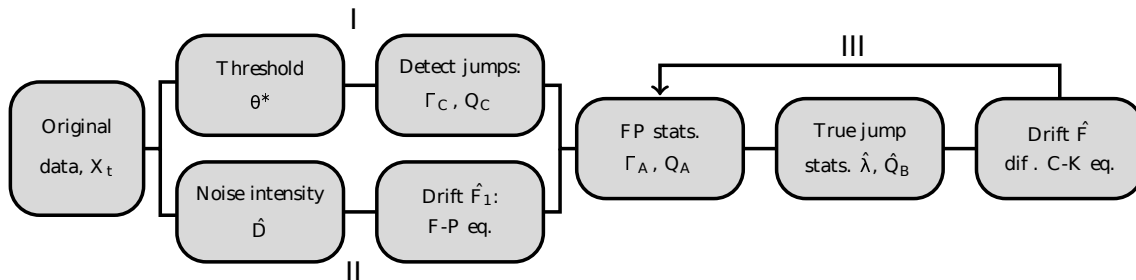 I
III
Threshold
θ*
Detect jumps:
Γ_C , Q_C
Original
data, X_t
FP stats.
Γ_A , Q_A
True jump
stats. λ̂, Q̂_B
Drift F̂
dif . C-K eq.
Noise intensity
D̂
Drift F̂_1:
F-P eq.
II